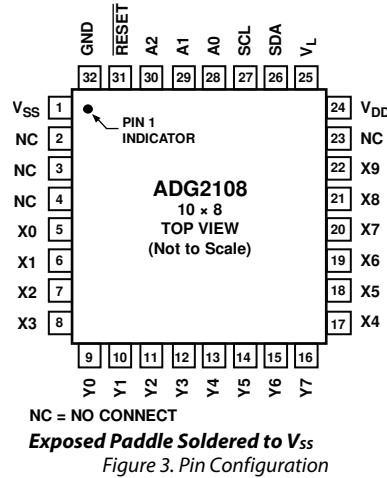 GND
RESET
A2
A1
A0
SCL
SDA
VL
32 31 30 29 28 27 26 25
VSS 1
NC 2
NC 3
NC 4
X0 5
X1 6
X2 7
X3 8
PIN 1
INDICATOR
ADG2108
10 × 8
TOP VIEW
(Not to Scale)
24 VDD
23 NC
22 X9
21 X8
20 X7
19 X6
18 X5
17 X4
9 10 11 12 13 14 15 16
Y0
Y1
Y2
Y3
Y4
Y5
Y6
Y7
NC = NO CONNECT
Exposed Paddle Soldered to Vss
Figure 3. Pin Configuration